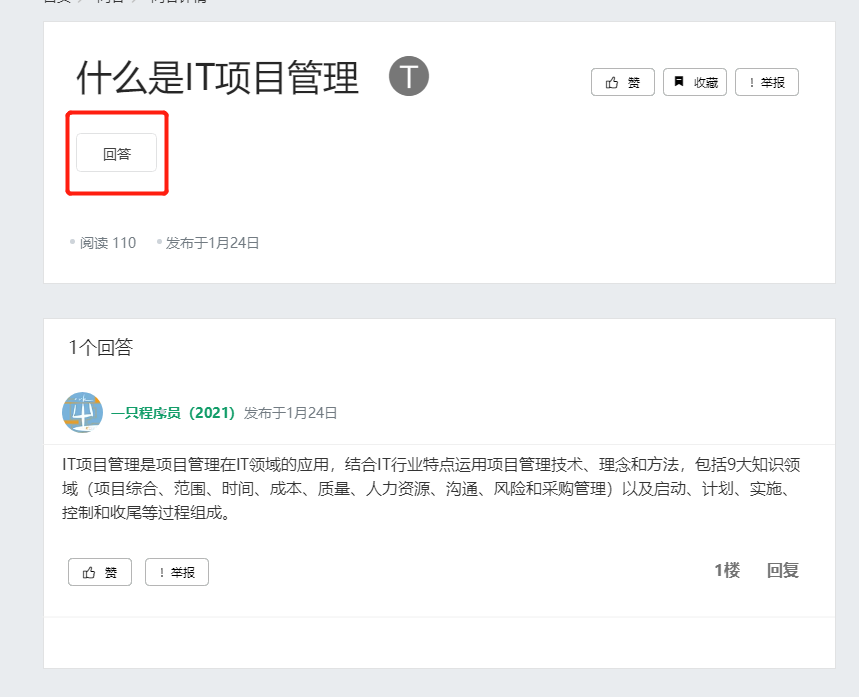 什么是IT项目管理
T
赞
收藏
! 举报
回答
阅读 110
发布于1月24日
1个回答
一只程序员（2021） 发布于1月24日
IT项目管理是项目管理在IT领域的应用，结合IT行业特点运用项目管理技术、理念和方法，包括9大知识领
域（项目综合、范围、时间、成本、质量、人力资源、沟通、风险和采购管理）以及启动、计划、实施、
控制和收尾等过程组成。
赞
! 举报
1楼
回复